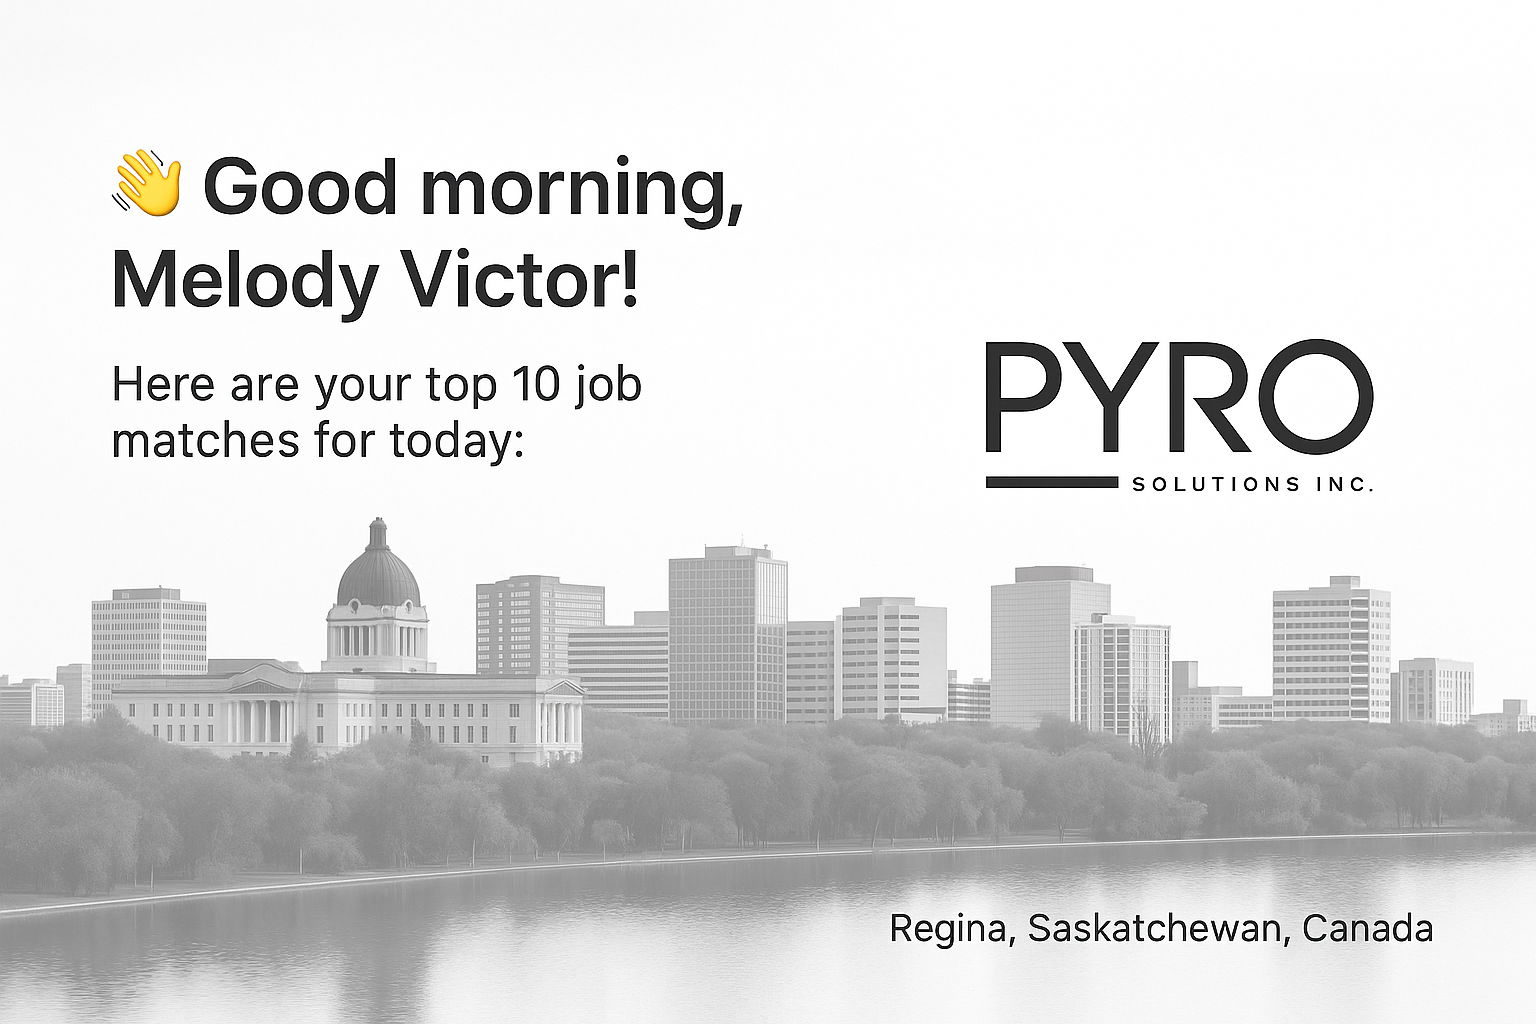 👋 Good morning,
Melody Victor!
Here are your top 10 job
matches for today:
PYRO
SOLUTIONS INC.
Regina, Saskatchewan, Canada